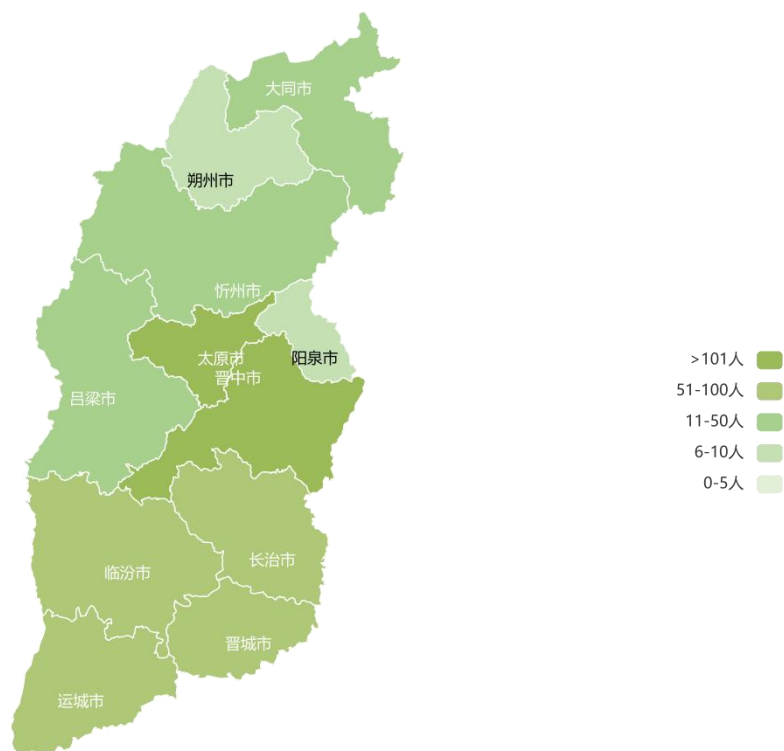 大同市
朔州市
忻州市
太原市
阳泉市
晋中市
吕梁市
长治市
临汾市
晋城市
运城市
>101人
51-100人
11-50人
6-10人
0-5人